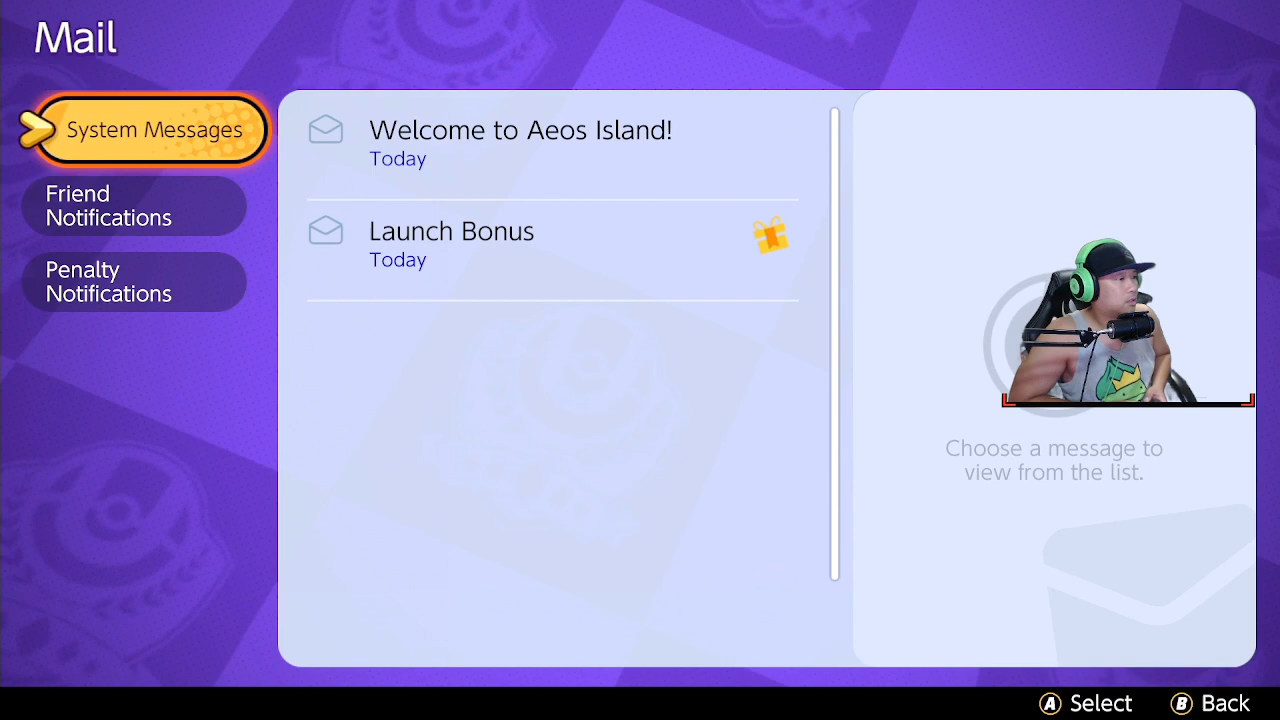 Mail
System Messages
Friend
Notifications
Penalty
Notifications
Welcome to Aeos Island!
Today
Launch Bonus
Today
Choose a message to
view from the list.
A Select
B Back